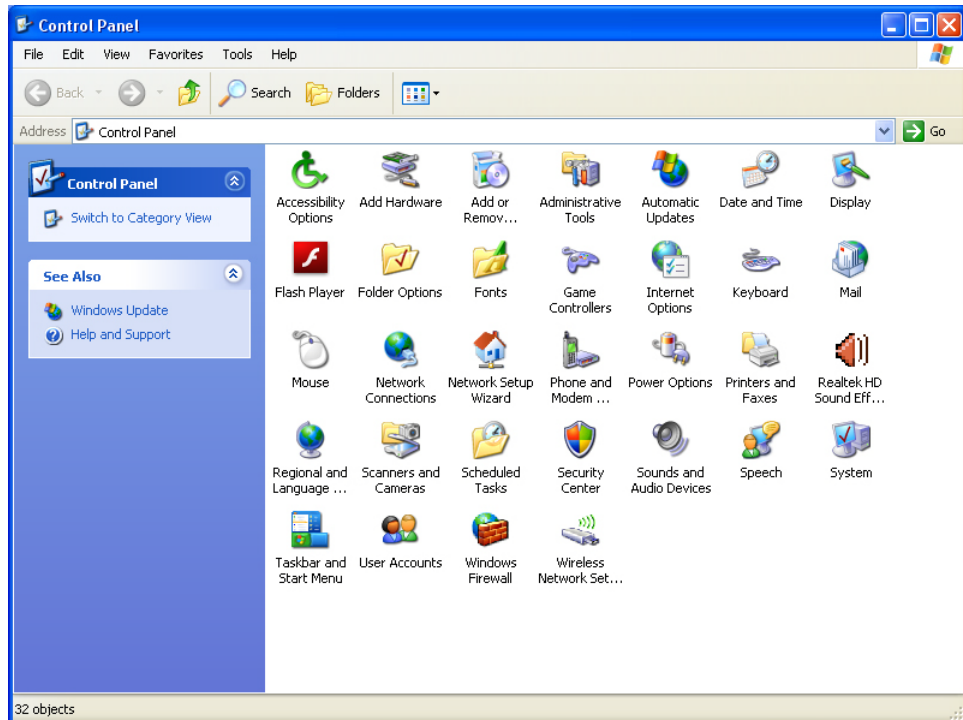 Control Panel
File Edit View Favorites Tools Help
Back Search Folders
Address Control Panel Go
Control Panel
Switch to Category View
See Also
Windows Update
Help and Support
Accessibility Options
Add Hardware
Add or Remov...
Administrative Tools
Automatic Updates
Date and Time
Display
Flash Player
Folder Options
Fonts
Game Controllers
Internet Options
Keyboard
Mail
Mouse
Network Connections
Network Setup Wizard
Phone and Modem ...
Power Options
Printers and Faxes
Realtek HD Sound Eff...
Regional and Language ...
Scanners and Cameras
Scheduled Tasks
Security Center
Sounds and Audio Devices
Speech
System
Taskbar and Start Menu
User Accounts
Windows Firewall
Wireless Network Set...
32 objects